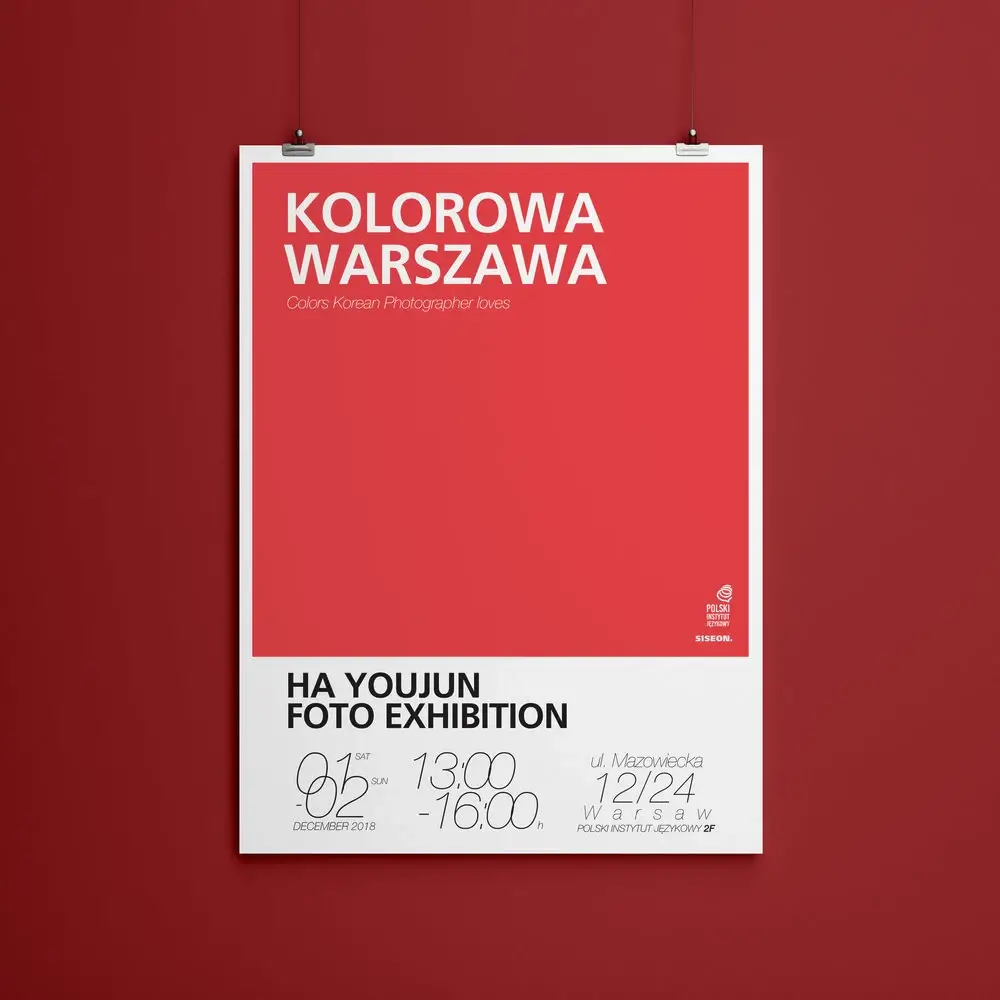 KOLOROWA
WARSZAWA
Colors Korean Photographer loves
POLSKI
INSTYTUT
JĘZYKOWY
SISEON.
HA YOUJUN
FOTO EXHIBITION
01 SAT
-02 SUN
DECEMBER 2018
13:00
-16:00 h
ul. Mazowiecka
12/24
Warsaw
POLSKI INSTYTUT JĘZYKOWY 2F